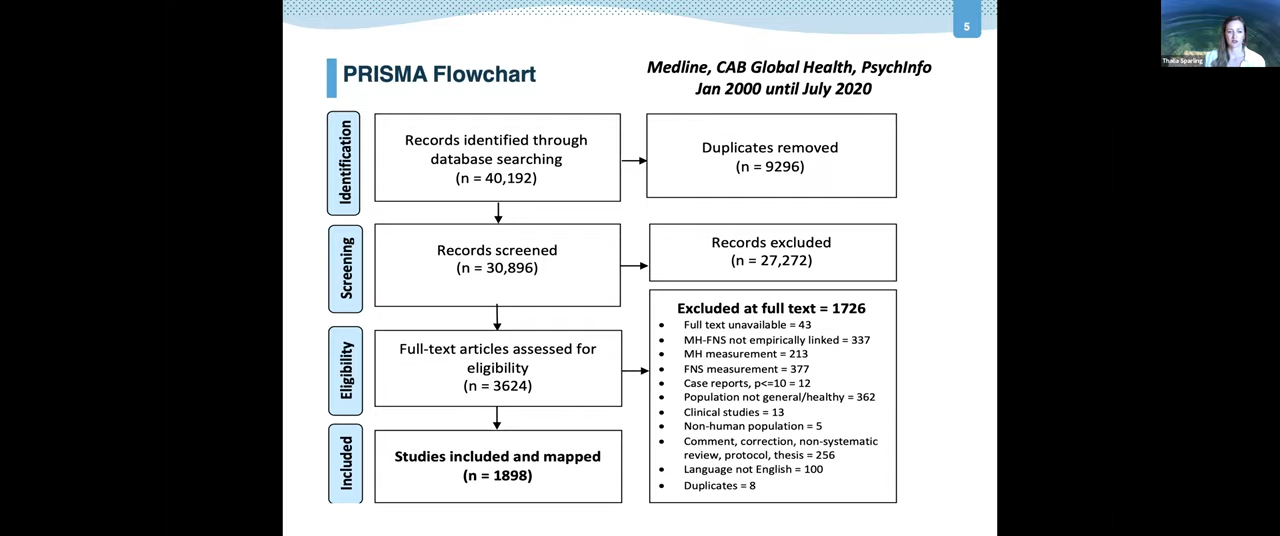 5
Thalia Sparling
PRISMA Flowchart
Medline, CAB Global Health, PsychInfo
Jan 2000 until July 2020
Identification
Records identified through
database searching
(n = 40,192)
Duplicates removed
(n = 9296)
Screening
Records screened
(n = 30,896)
Records excluded
(n = 27,272)
Eligibility
Full-text articles assessed for
eligibility
(n = 3624)
Excluded at full text = 1726
• Full text unavailable = 43
• MH-FNS not empirically linked = 337
• MH measurement = 213
• FNS measurement = 377
• Case reports, p<=10 = 12
• Population not general/healthy = 362
• Clinical studies = 13
• Non-human population = 5
• Comment, correction, non-systematic
review, protocol, thesis = 256
• Language not English = 100
• Duplicates = 8
Included
Studies included and mapped
(n = 1898)